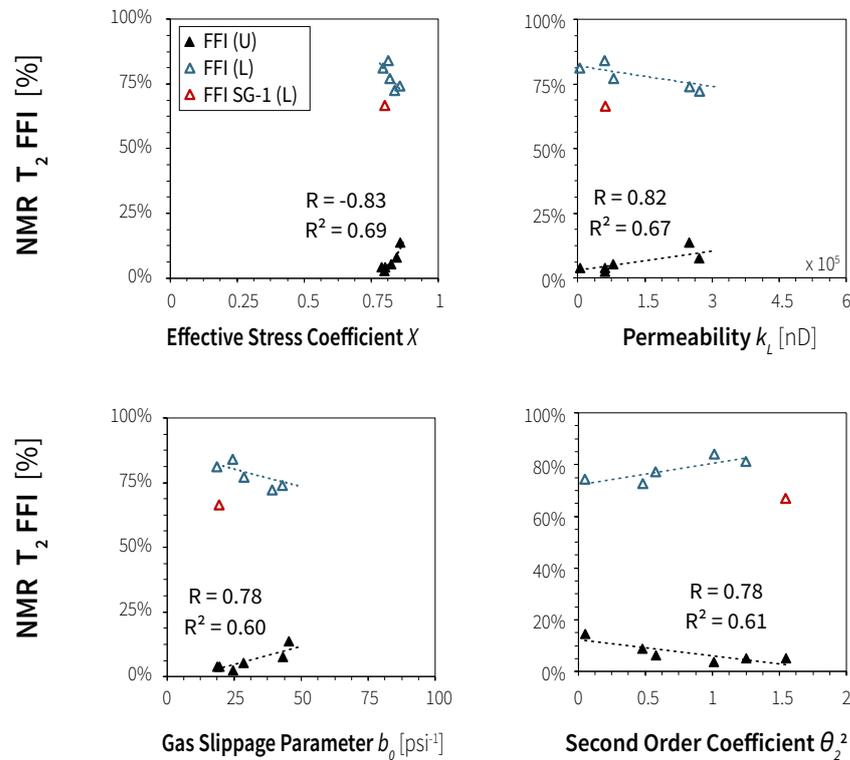 NMR T2 FFI [%]
100%
75%
50%
25%
0%
FFI (U)
FFI (L)
FFI SG-1 (L)
R = -0.83
R² = 0.69
0 0.25 0.5 0.75 1
Effective Stress Coefficient X
100%
75%
50%
25%
0%
R = 0.82
R² = 0.67
x 10⁵
0 1.5 3 4.5 6
Permeability kL [nD]
NMR T2 FFI [%]
100%
75%
50%
25%
0%
R = 0.78
R² = 0.60
0 25 50 75 100
Gas Slippage Parameter b0 [psi⁻¹]
100%
80%
60%
40%
20%
0%
R = 0.78
R² = 0.61
0 0.5 1 1.5 2
Second Order Coefficient θ2²